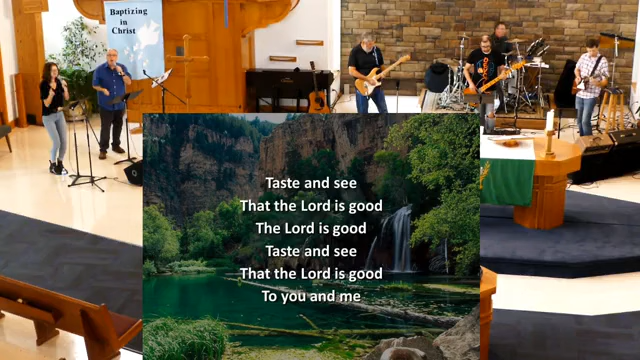 Baptizing
in
Christ
Taste and see
That the Lord is good
The Lord is good
Taste and see
That the Lord is good
To you and me